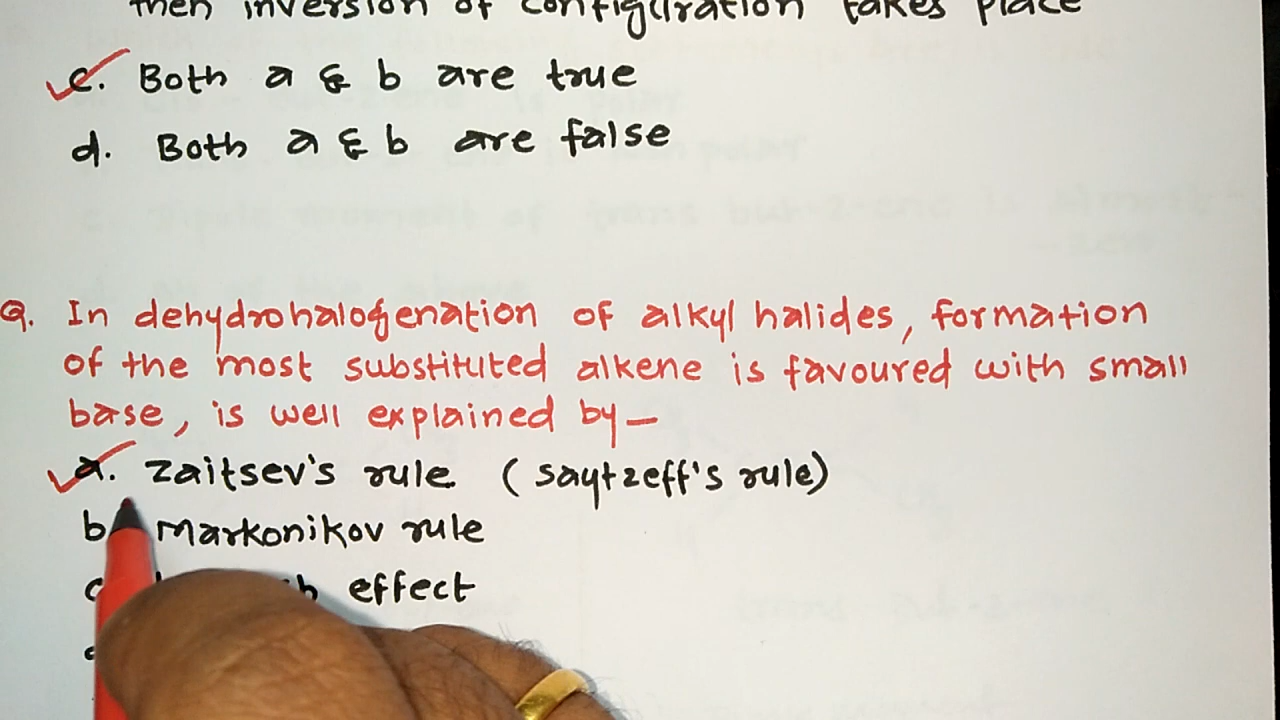 then inversion of configuration takes place
c. Both a & b are true
d. Both a & b are false
Q. In dehydrohalogenation of alkyl halides, formation
of the most substituted alkene is favoured with small
base, is well explained by—
a. Zaitsev's rule (Saytzeff's rule)
b Markonikov rule
effect